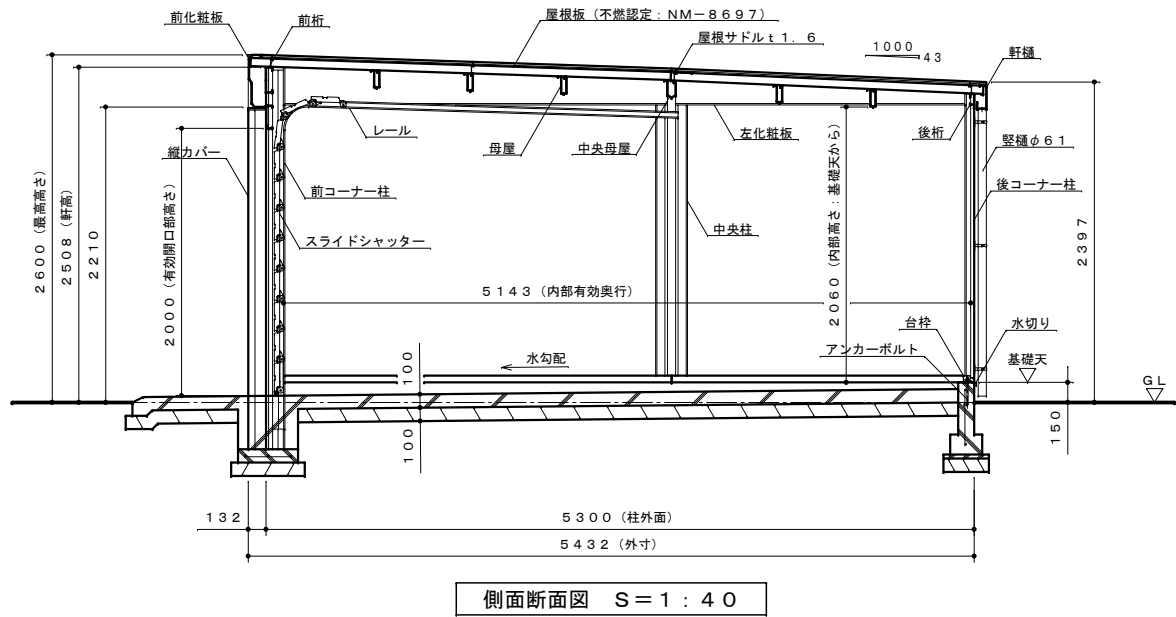 前化粧板
前桁
屋根板（不燃認定：NM－8697）
屋根サドルｔ1．6
1000
43
軒樋
レール
母屋
中央母屋
左化粧板
後桁
竪樋φ61
縦カバー
前コーナー柱
後コーナー柱
中央柱
スライドシャッター
2600（最高高さ）
2508（軒高）
2210
2000（有効開口部高さ）
5143（内部有効奥行）
2060（内部高さ：基礎天から）
2397
台枠
水切り
アンカーボルト
基礎天
水勾配
GL
100
100
150
132
5300（柱外面）
5432（外寸）
側面断面図　S＝1：40